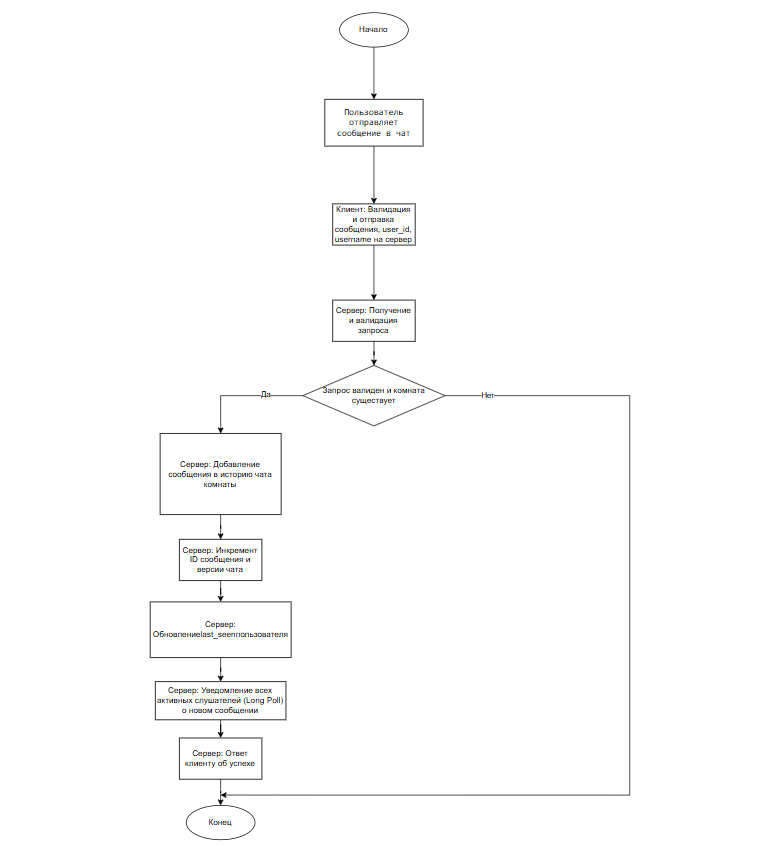 Начало
Пользователь
отправляет
сообщение в чат
Клиент: Валидация
и отправка
сообщения, user_id,
username на сервер
Сервер: Получение
и валидация
запроса
Запрос валиден и комната
существует
Да
Нет
Сервер: Добавление
сообщения в историю чата
комнаты
Сервер: Инкремент
ID сообщения и
версии чата
Сервер:
Обновлениеlast_seenпользователя
Сервер: Уведомление всех
активных слушателей (Long Poll)
о новом сообщении
Сервер: Ответ
клиенту об успехе
Конец